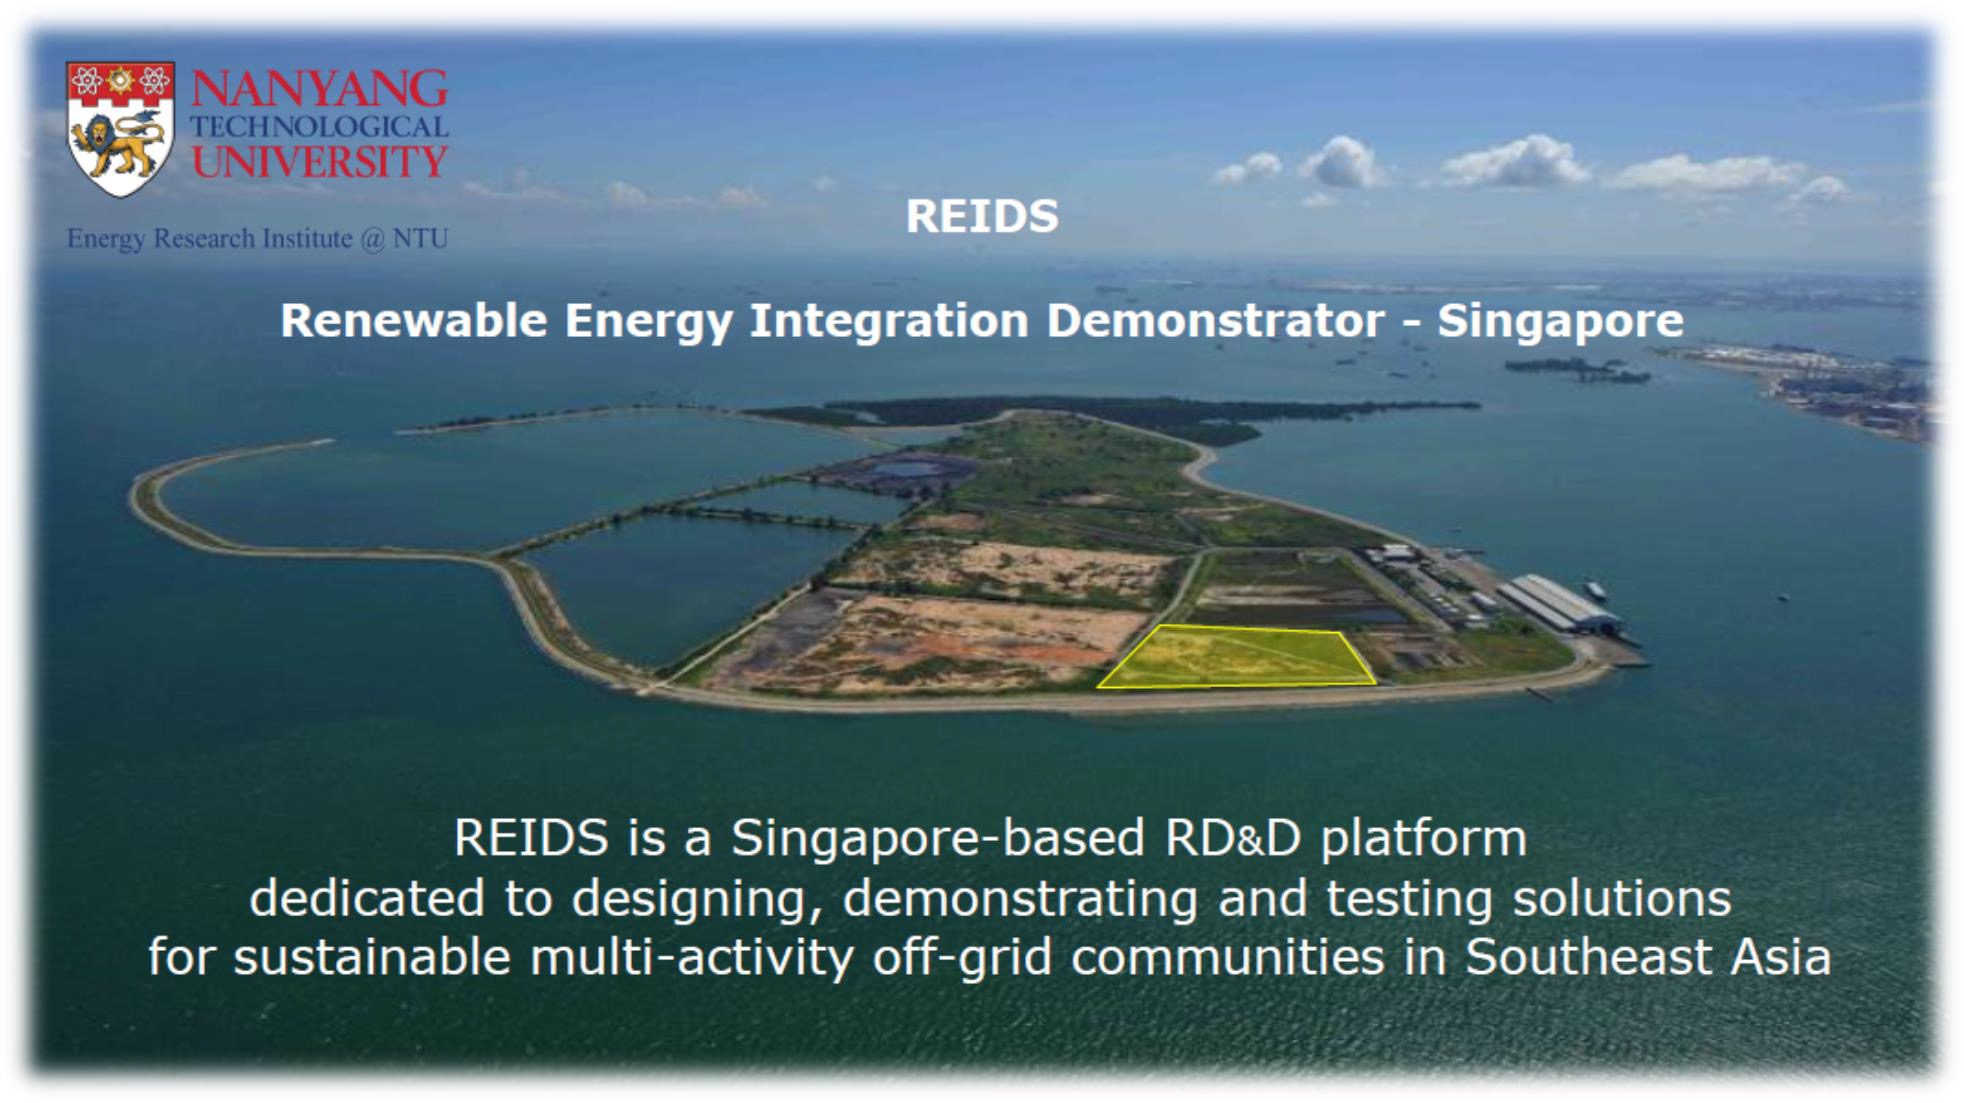 NANYANG
TECHNOLOGICAL
UNIVERSITY
Energy Research Institute @ NTU
REIDS
Renewable Energy Integration Demonstrator - Singapore
REIDS is a Singapore-based RD&D platform
dedicated to designing, demonstrating and testing solutions
for sustainable multi-activity off-grid communities in Southeast Asia